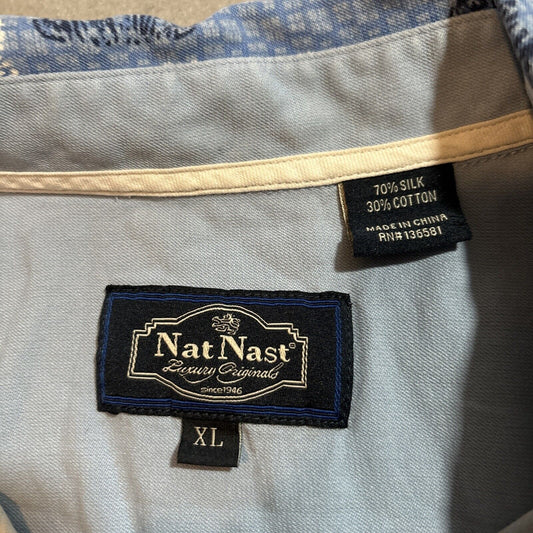 70% SILK
30% COTTON
MADE IN CHINA
RN# 136581
Nat Nast
Luxury Originals
since 1946
XL